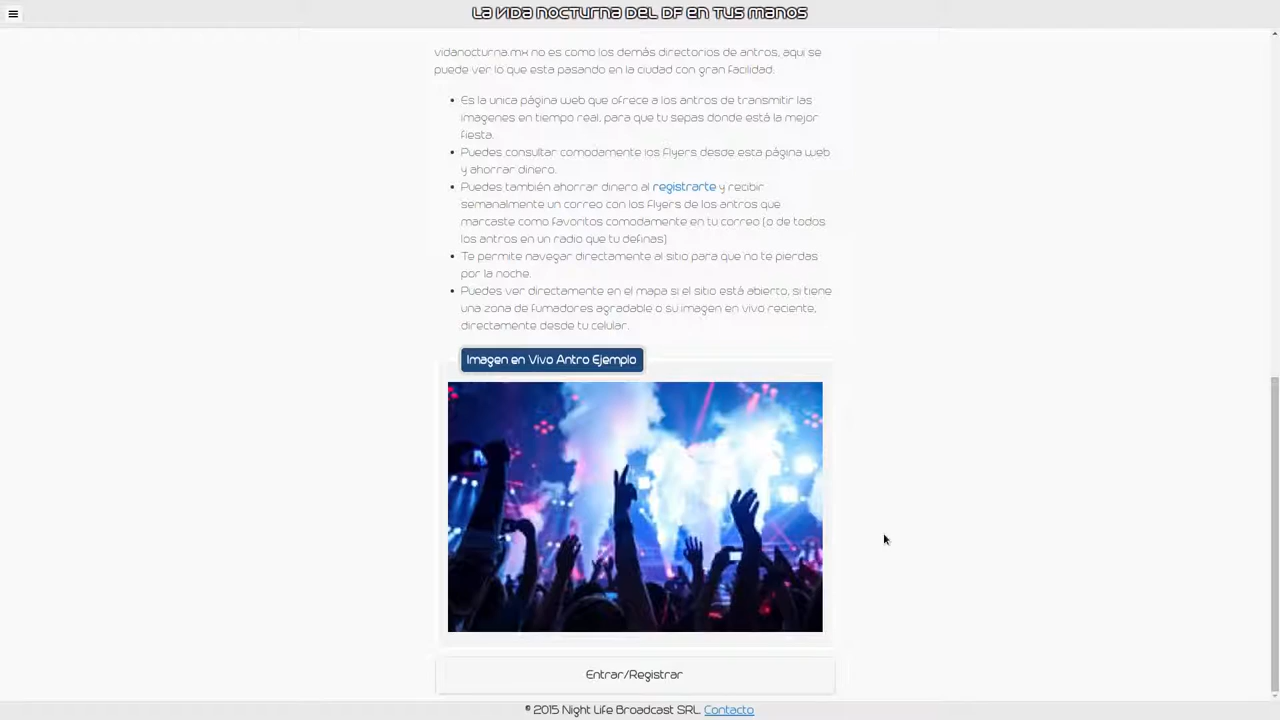 LA VIDA NOCTURNA DEL DF EN TUS MANOS
vidanocturna.mx no es como los demás directorios de antros, aquí se
puede ver lo que esta pasando en la ciudad con gran facilidad.
• Es la unica página web que ofrece a los antros de transmitir las
imagenes en tiempo real, para que tu sepas donde está la mejor
fiesta.
• Puedes consultar comodamente los flyers desde esta página web
y ahorrar dinero.
• Puedes también ahorrar dinero al registrarte y recibir
semanalmente un correo con los flyers de los antros que
marcaste como favoritos comodamente en tu correo (o de todos
los antros en un radio que tu definas)
• Te permite navegar directamente al sitio para que no te pierdas
por la noche.
• Puedes ver directamente en el mapa si el sitio está abierto, si tiene
una zona de fumadores agradable o su imagen en vivo reciente,
directamente desde tu celular.
Imagen en Vivo Antro Ejemplo
Entrar/Registrar
© 2015 Night Life Broadcast SRL. Contacto